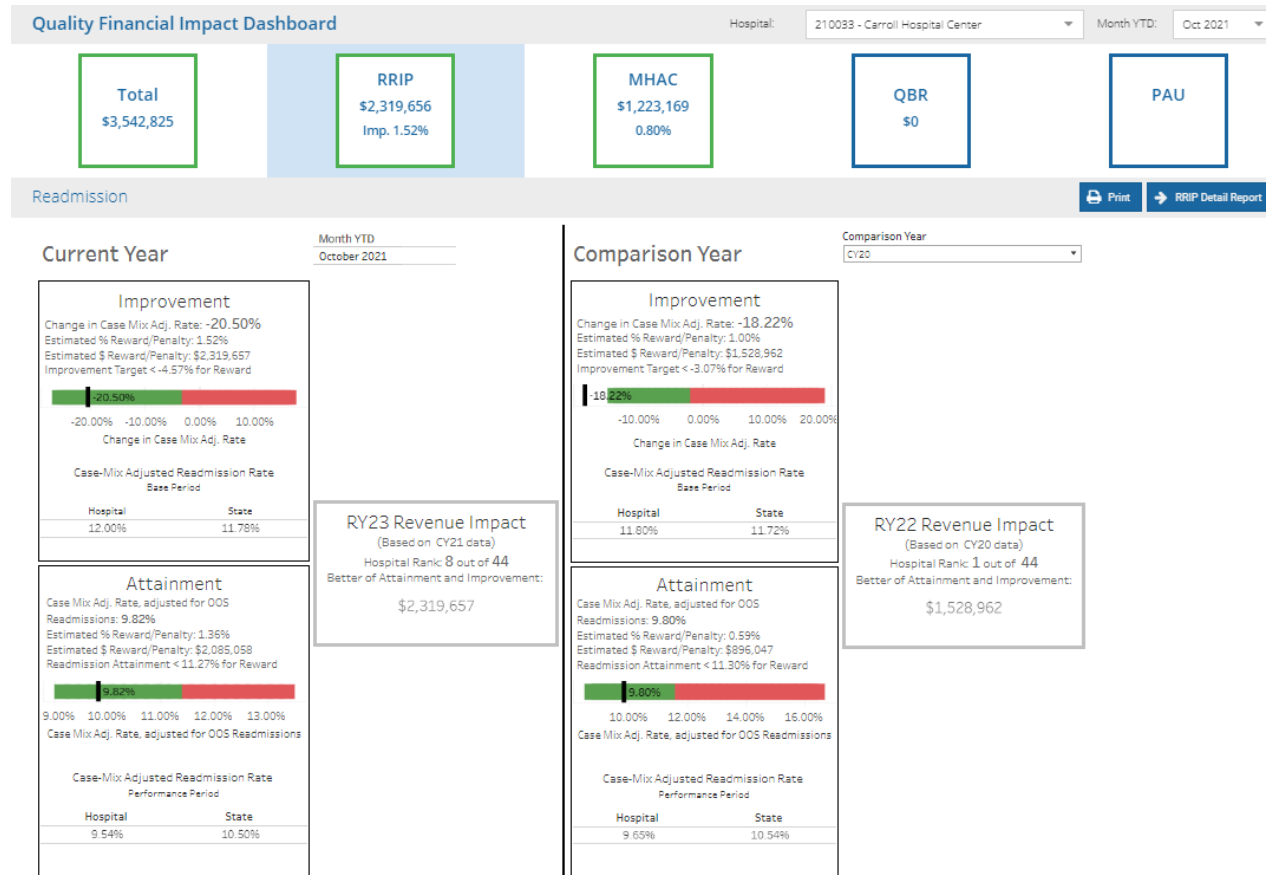 Quality Financial Impact Dashboard
Hospital:
210033 - Carroll Hospital Center
Month YTD:
Oct 2021
Total
$3,542,825
RRIP
$2,319,656
Imp. 1.52%
MHAC
$1,223,169
0.80%
QBR
$0
PAU
Readmission
Print
RRIP Detail Report
Current Year
Month YTD
October 2021
Improvement
Change in Case Mix Adj. Rate: -20.50%
Estimated % Reward/Penalty: 1.52%
Estimated $ Reward/Penalty: $2,319,657
Improvement Target < -4.57% for Reward
-20.50%
-20.00% -10.00% 0.00% 10.00%
Change in Case Mix Adj. Rate
Case-Mix Adjusted Readmission Rate
Base Period
Hospital State
12.00% 11.78%
Attainment
Case Mix Adj. Rate, adjusted for OOS
Readmissions: 9.82%
Estimated % Reward/Penalty: 1.36%
Estimated $ Reward/Penalty: $2,085,058
Readmission Attainment < 11.27% for Reward
9.82%
9.00% 10.00% 11.00% 12.00% 13.00%
Case Mix Adj. Rate, adjusted for OOS Readmissions
Case-Mix Adjusted Readmission Rate
Performance Period
Hospital State
9.54% 10.50%
RY23 Revenue Impact
(Based on CY21 data)
Hospital Rank: 8 out of 44
Better of Attainment and Improvement:
$2,319,657
Comparison Year
Comparison Year
CY20
Improvement
Change in Case Mix Adj. Rate: -18.22%
Estimated % Reward/Penalty: 1.00%
Estimated $ Reward/Penalty: $1,528,962
Improvement Target < -3.07% for Reward
-18.22%
-10.00% 0.00% 10.00% 20.00%
Change in Case Mix Adj. Rate
Case-Mix Adjusted Readmission Rate
Base Period
Hospital State
11.80% 11.72%
Attainment
Case Mix Adj. Rate, adjusted for OOS
Readmissions: 9.80%
Estimated % Reward/Penalty: 0.59%
Estimated $ Reward/Penalty: $896,047
Readmission Attainment < 11.30% for Reward
9.80%
10.00% 12.00% 14.00% 16.00%
Case Mix Adj. Rate, adjusted for OOS Readmissions
Case-Mix Adjusted Readmission Rate
Performance Period
Hospital State
9.65% 10.54%
RY22 Revenue Impact
(Based on CY20 data)
Hospital Rank: 1 out of 44
Better of Attainment and Improvement:
$1,528,962